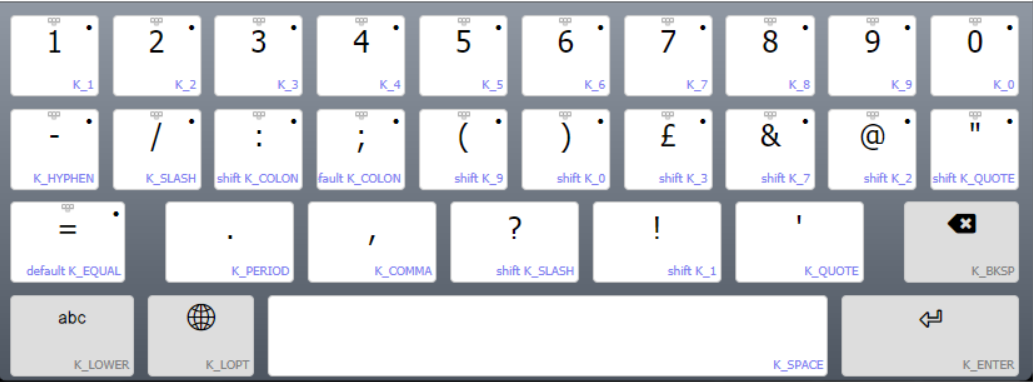 1 2 3 4 5 6 7 8 9 0
K_1 K_2 K_3 K_4 K_5 K_6 K_7 K_8 K_9 K_0
- / : ; ( ) £ & @ "
K_HYPHEN K_SLASH shift K_COLON fault K_COLON shift K_9 shift K_0 shift K_3 shift K_7 shift K_2 shift K_QUOTE
= . , ? ! '
default K_EQUAL K_PERIOD K_COMMA shift K_SLASH shift K_1 K_QUOTE K_BKSP
abc
K_LOWER K_LOPT K_SPACE K_ENTER